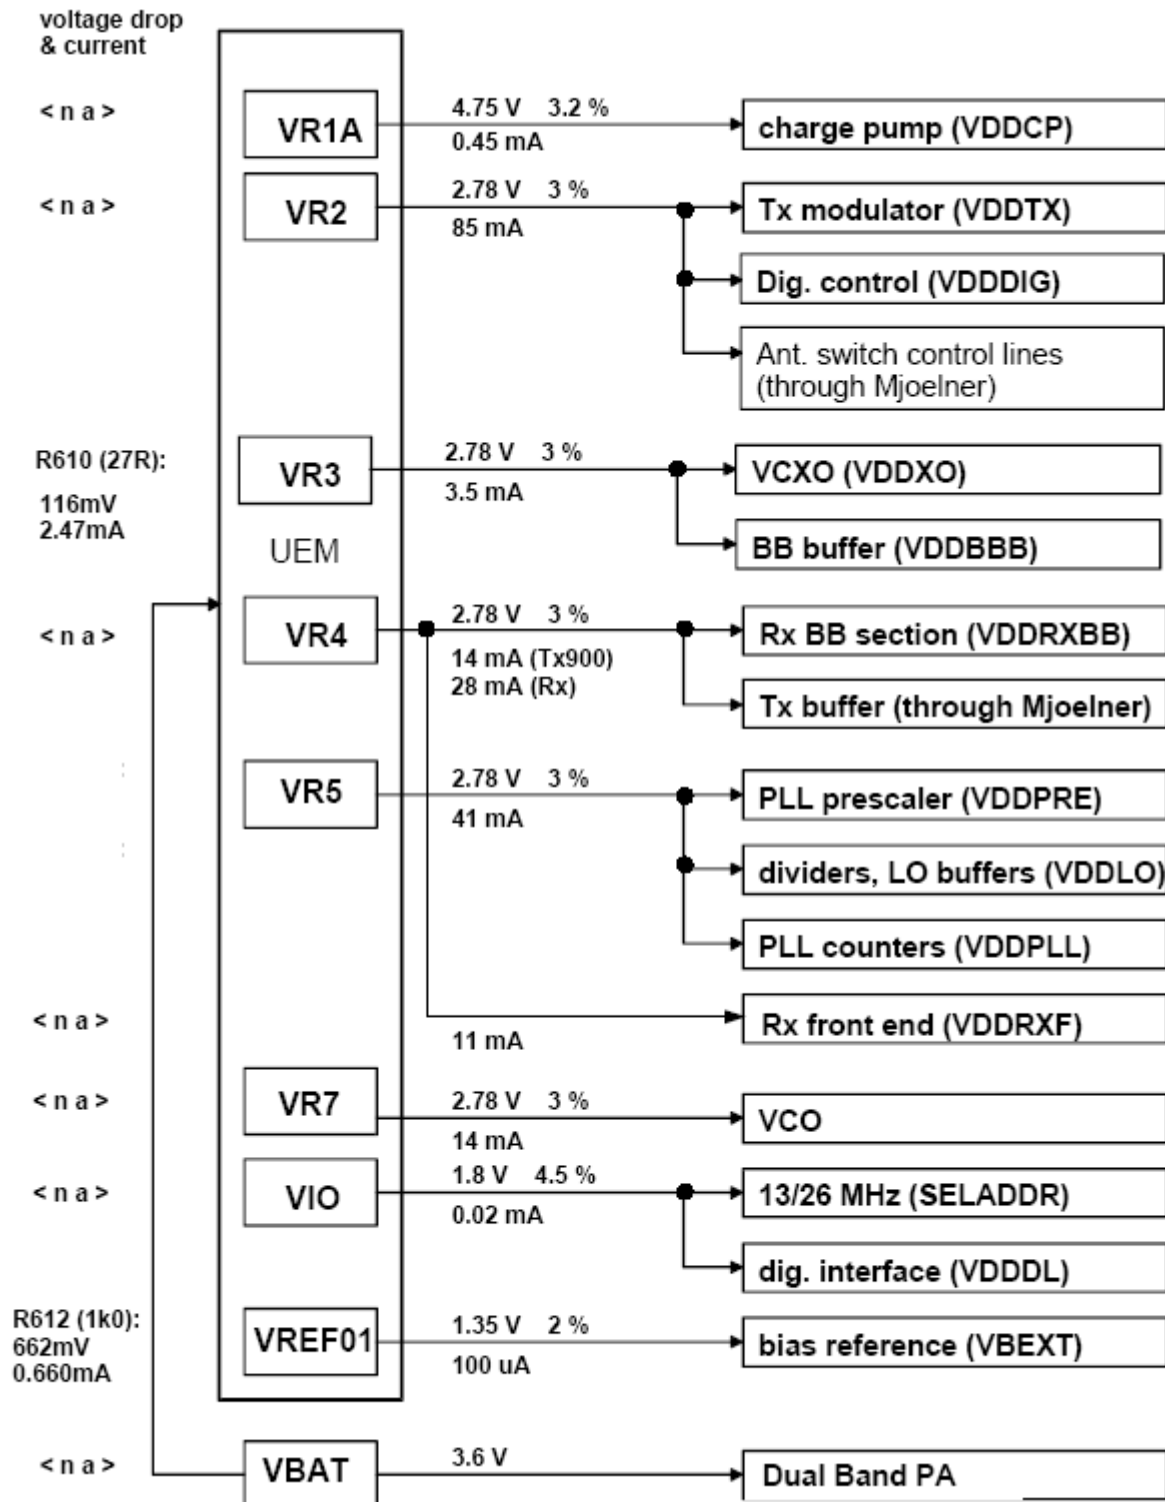 voltage drop
& current
< n a >
VR1A
4.75 V 3.2 %
0.45 mA
charge pump (VDDCP)
< n a >
VR2
2.78 V 3 %
85 mA
Tx modulator (VDDTX)
Dig. control (VDDDIG)
Ant. switch control lines
(through Mjoelner)
R610 (27R):
116mV
2.47mA
VR3
2.78 V 3 %
3.5 mA
VCXO (VDDXO)
BB buffer (VDDBBB)
UEM
< n a >
VR4
2.78 V 3 %
14 mA (Tx900)
28 mA (Rx)
Rx BB section (VDDRXBB)
Tx buffer (through Mjoelner)
VR5
2.78 V 3 %
41 mA
PLL prescaler (VDDPRE)
dividers, LO buffers (VDDLO)
PLL counters (VDDPLL)
< n a >
11 mA
Rx front end (VDDRXF)
< n a >
VR7
2.78 V 3 %
14 mA
VCO
< n a >
VIO
1.8 V 4.5 %
0.02 mA
13/26 MHz (SELADDR)
dig. interface (VDDDL)
R612 (1k0):
662mV
0.660mA
VREF01
1.35 V 2 %
100 uA
bias reference (VBEXT)
< n a >
VBAT
3.6 V
Dual Band PA